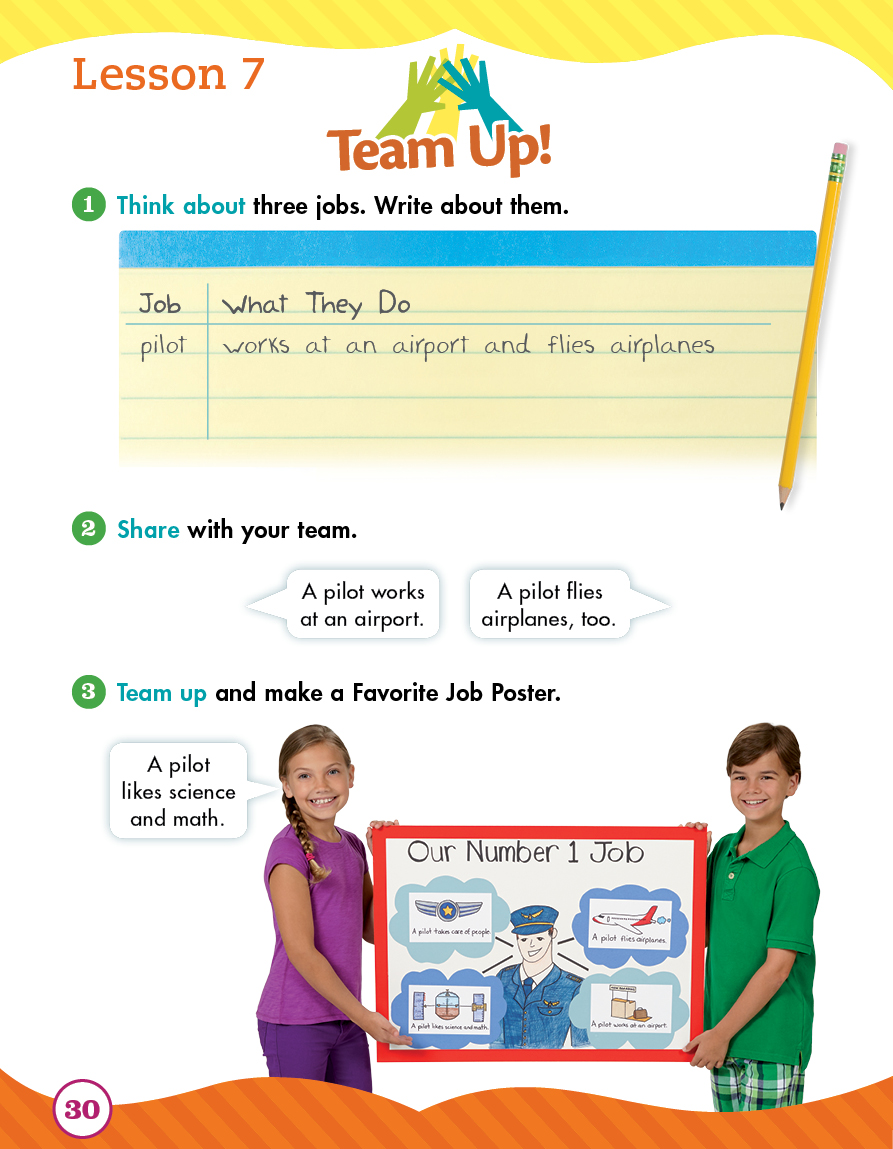 Lesson 7
Team Up!
1 Think about three jobs. Write about them.
Job What They Do
pilot works at an airport and flies airplanes
2 Share with your team.
A pilot works
at an airport.
A pilot flies
airplanes, too.
3 Team up and make a Favorite Job Poster.
A pilot
likes science
and math.
Our Number 1 Job
A pilot takes care of people.
A pilot flies airplanes.
A pilot likes science and math.
A pilot works at an airport.
30